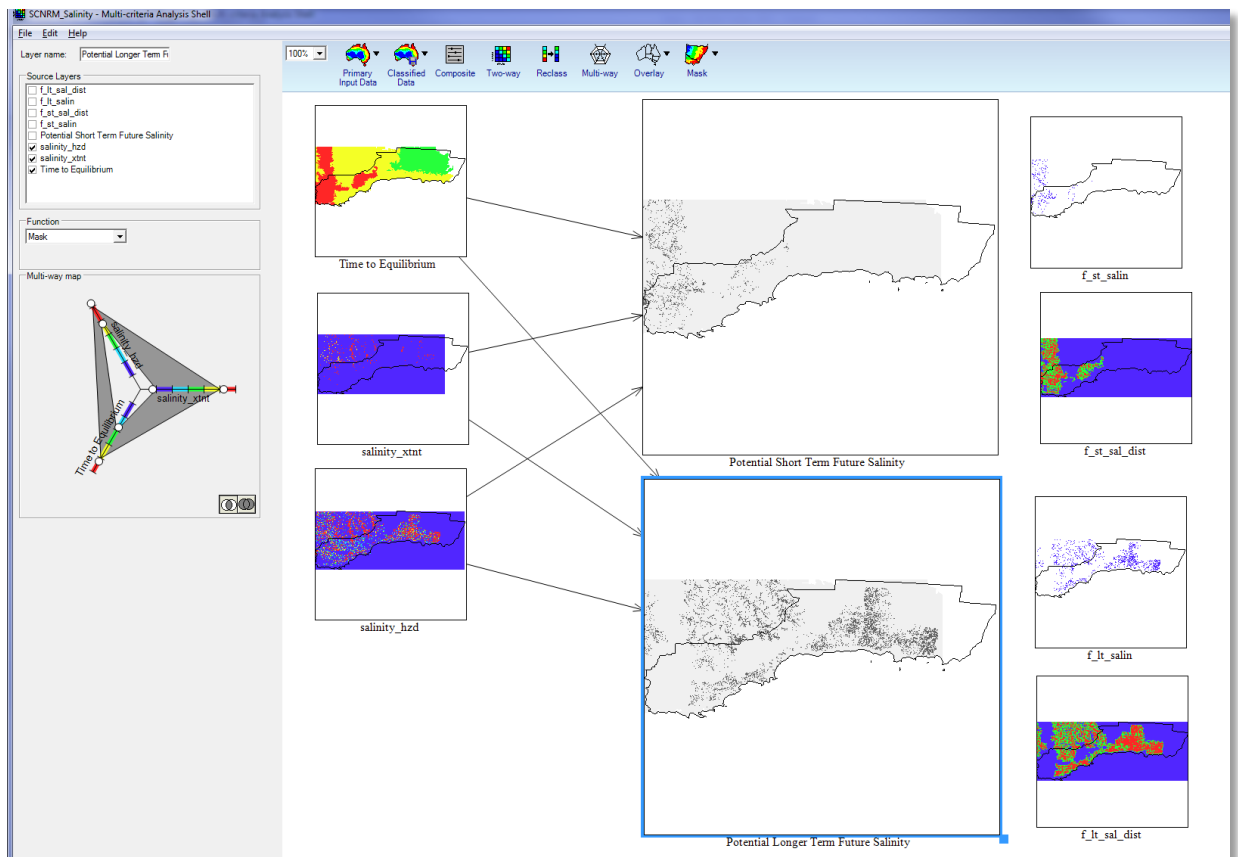 SCNRM_Salinity - Multi-criteria Analysis Shell
File Edit Help
Layer name: Potential Longer Term F
Source Layers
f_lt_sal_dist
f_lt_salin
f_st_sal_dist
f_st_salin
Potential Short Term Future Salinity
salinity_hzd
salinity_xtnt
Time to Equilibrium
Function
Mask
Multi-way map
salinity_hzd
salinity_xtnt
Time to Equilibrium
100%
Primary Input Data
Classified Data
Composite
Two-way
Reclass
Multi-way
Overlay
Mask
Time to Equilibrium
salinity_xtnt
salinity_hzd
Potential Short Term Future Salinity
Potential Longer Term Future Salinity
f_st_salin
f_st_sal_dist
f_lt_salin
f_lt_sal_dist